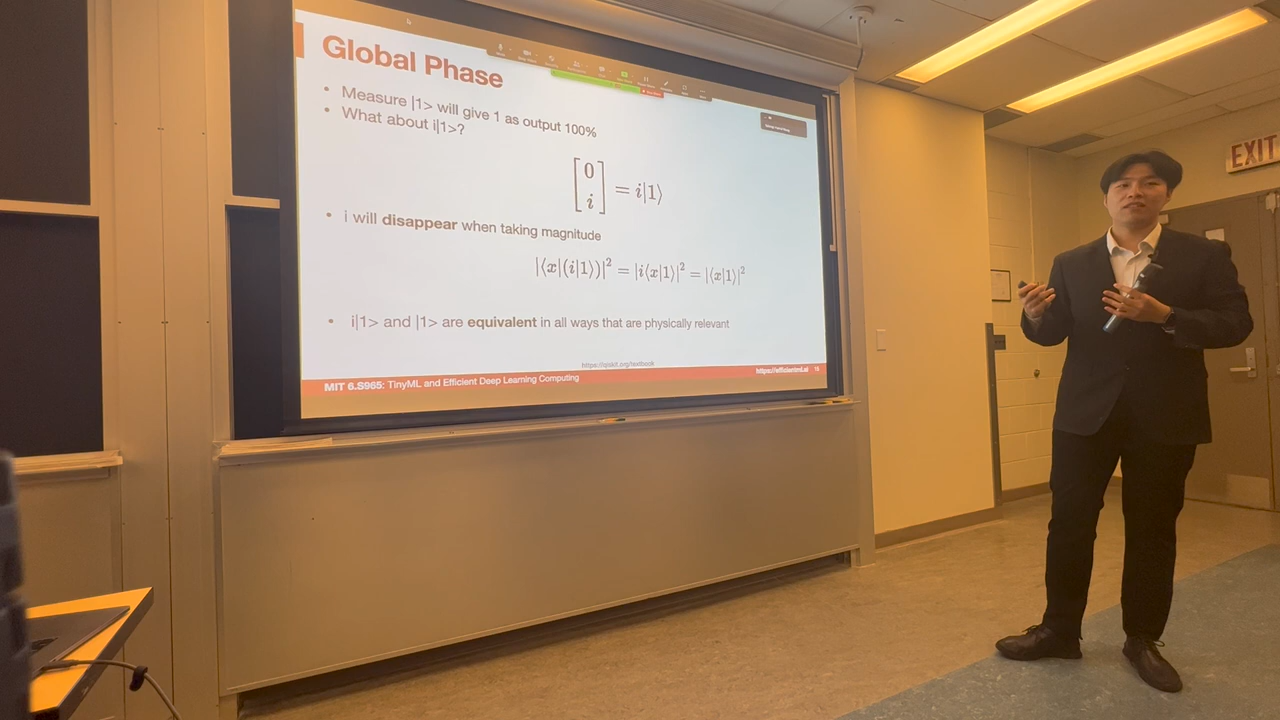 Global Phase
• Measure |1> will give 1 as output 100%
• What about i|1>?
[0 i] = i|1⟩
• i will disappear when taking magnitude
|⟨x|(i|1⟩)|² = |i⟨x|1⟩|² = |⟨x|1⟩|²
• i|1> and |1> are equivalent in all ways that are physically relevant
https://qiskit.org/textbook
MIT 6.S965: TinyML and Efficient Deep Learning Computing
https://efficientml.ai
EXIT